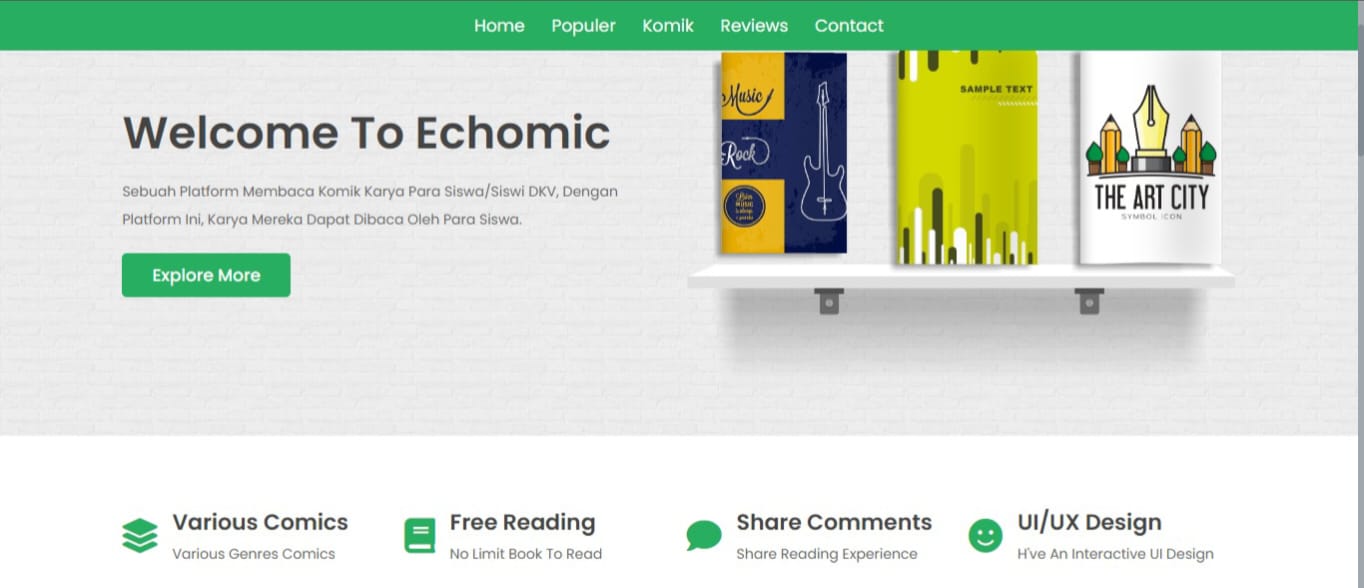 Home Populer Komik Reviews Contact
Welcome To Echomic
Sebuah Platform Membaca Komik Karya Para Siswa/Siswi DKV, Dengan
Platform Ini, Karya Mereka Dapat Dibaca Oleh Para Siswa.
Explore More
Music
Rock
SAMPLE TEXT
THE ART CITY
SYMBOL ICON
Various Comics
Various Genres Comics
Free Reading
No Limit Book To Read
Share Comments
Share Reading Experience
UI/UX Design
H've An Interactive UI Design